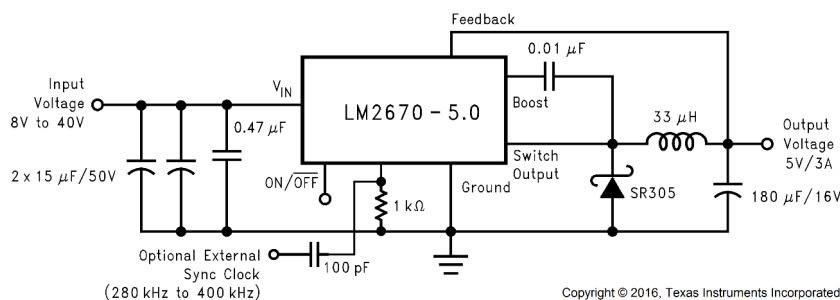 Feedback
0.01 μF
Input
Voltage
8V to 40V
VIN
LM2670 - 5.0
Boost
33 μH
Output
Voltage
5V/3A
0.47 μF
2 x 15 μF/50V
ON/OFF
Ground
Switch
Output
1 kΩ
SR305
180 μF/16V
Optional External
Sync Clock
(280 kHz to 400 kHz)
100 pF
Copyright © 2016, Texas Instruments Incorporated